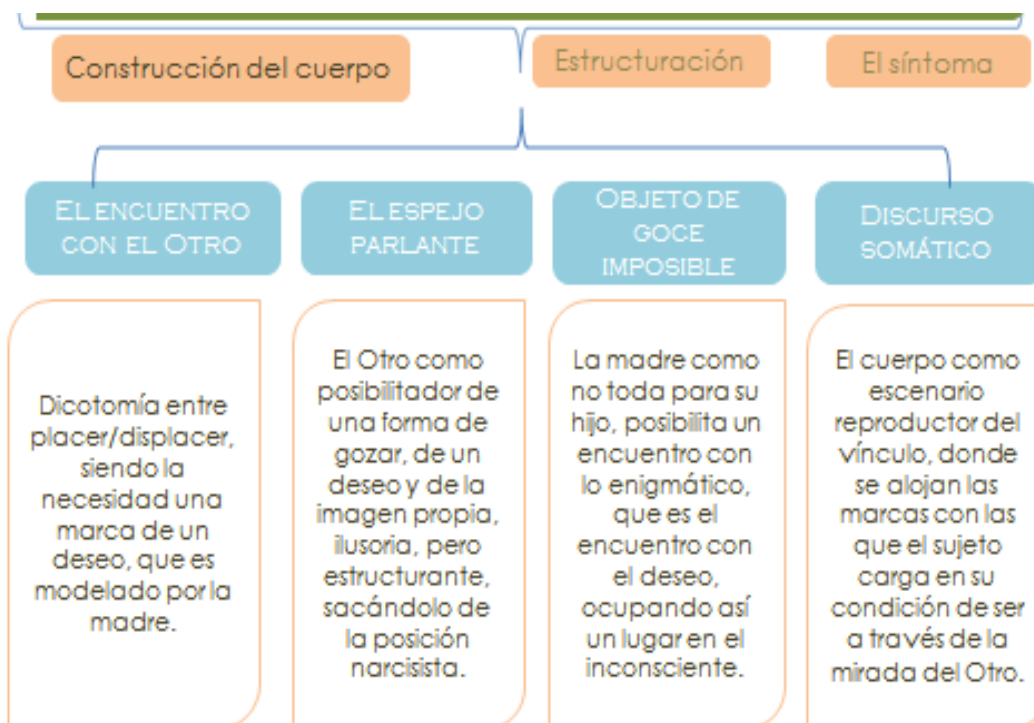 Construcción del cuerpo
Estructuración
El síntoma
EL ENCUENTRO
CON EL OTRO
EL ESPEJO
PARLANTE
OBJETO DE
GOCE
IMPOSIBLE
DISCURSO
SOMÁTICO
Dicotomía entre
placer/displacer,
siendo la
necesidad una
marca de un
deseo, que es
modelado por la
madre.
El Otro como
posibilitador de
una forma de
gozar, de un
deseo y de la
imagen propia,
ilusoria, pero
estructurante,
sacándolo de
la posición
narcisista.
La madre como
no toda para su
hijo, posibilita un
encuentro con
lo enigmático,
que es el
encuentro con
el deseo,
ocupando así
un lugar en el
inconsciente.
El cuerpo como
escenario
reproductor del
vínculo, donde
se alojan las
marcas con las
que el sujeto
carga en su
condición de ser
a través de la
mirada del Otro.